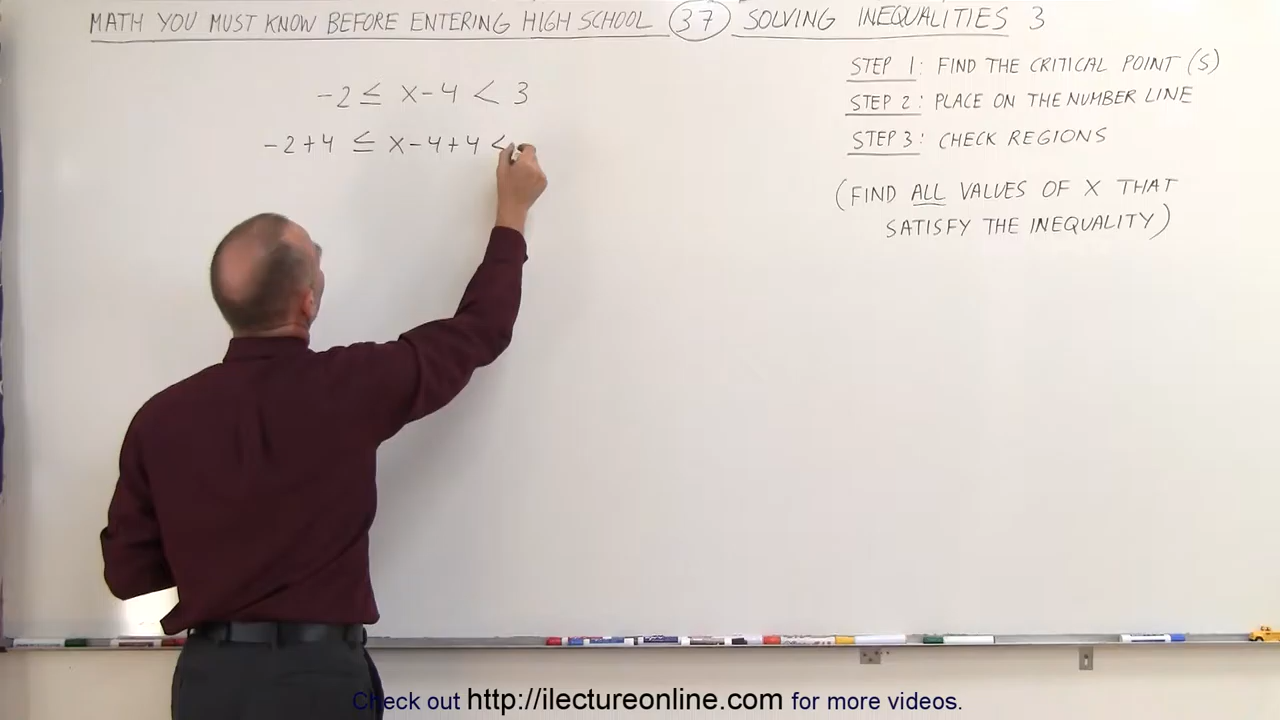 MATH YOU MUST KNOW BEFORE ENTERING HIGH SCHOOL 37 SOLVING INEQUALITIES 3
-2 ≤ x-4 < 3
-2+4 ≤ x-4+4 <
STEP 1: FIND THE CRITICAL POINT (S)
STEP 2: PLACE ON THE NUMBER LINE
STEP 3: CHECK REGIONS
(FIND ALL VALUES OF X THAT
SATISFY THE INEQUALITY)
Check out http://ilectureonline.com for more videos.